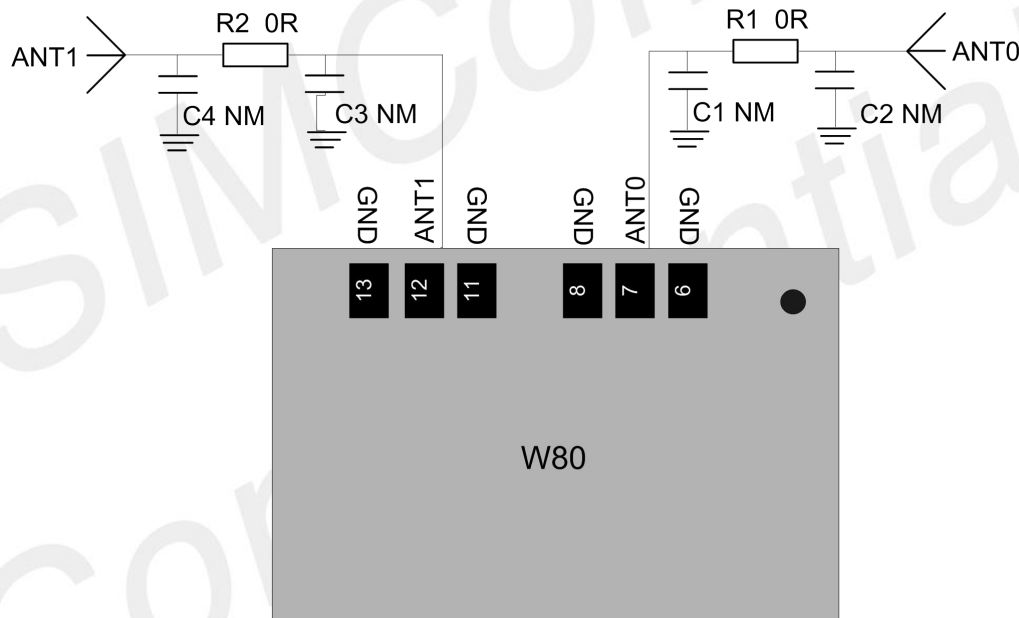 R2 0R
R1 0R
ANT1
ANT0
C4 NM
C3 NM
C1 NM
C2 NM
GND
ANT1
GND
GND
ANT0
GND
13
12
11
8
7
6
W80
SIMCom
Confidential